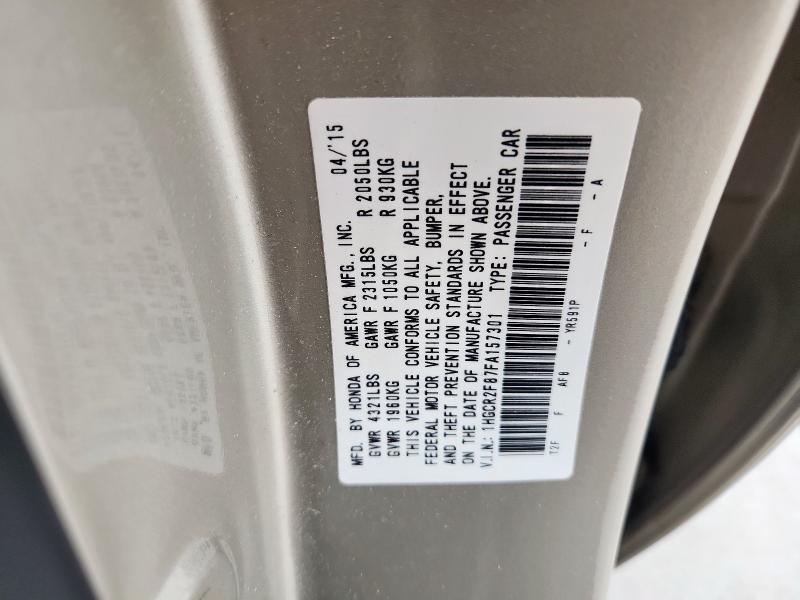 MFD. BY HONDA OF AMERICA MFG., INC. 04/'15
GVWR 4321LBS GAWR F 2315LBS R 2050LBS
GVWR 1960KG GAWR F 1050KG R 930KG
THIS VEHICLE CONFORMS TO ALL APPLICABLE
FEDERAL MOTOR VEHICLE SAFETY, BUMPER,
AND THEFT PREVENTION STANDARDS IN EFFECT
ON THE DATE OF MANUFACTURE SHOWN ABOVE.
V.I.N.: 1HGCR2F87FA157301 TYPE: PASSENGER CAR
T2F F AF8 - YR591P - F - A